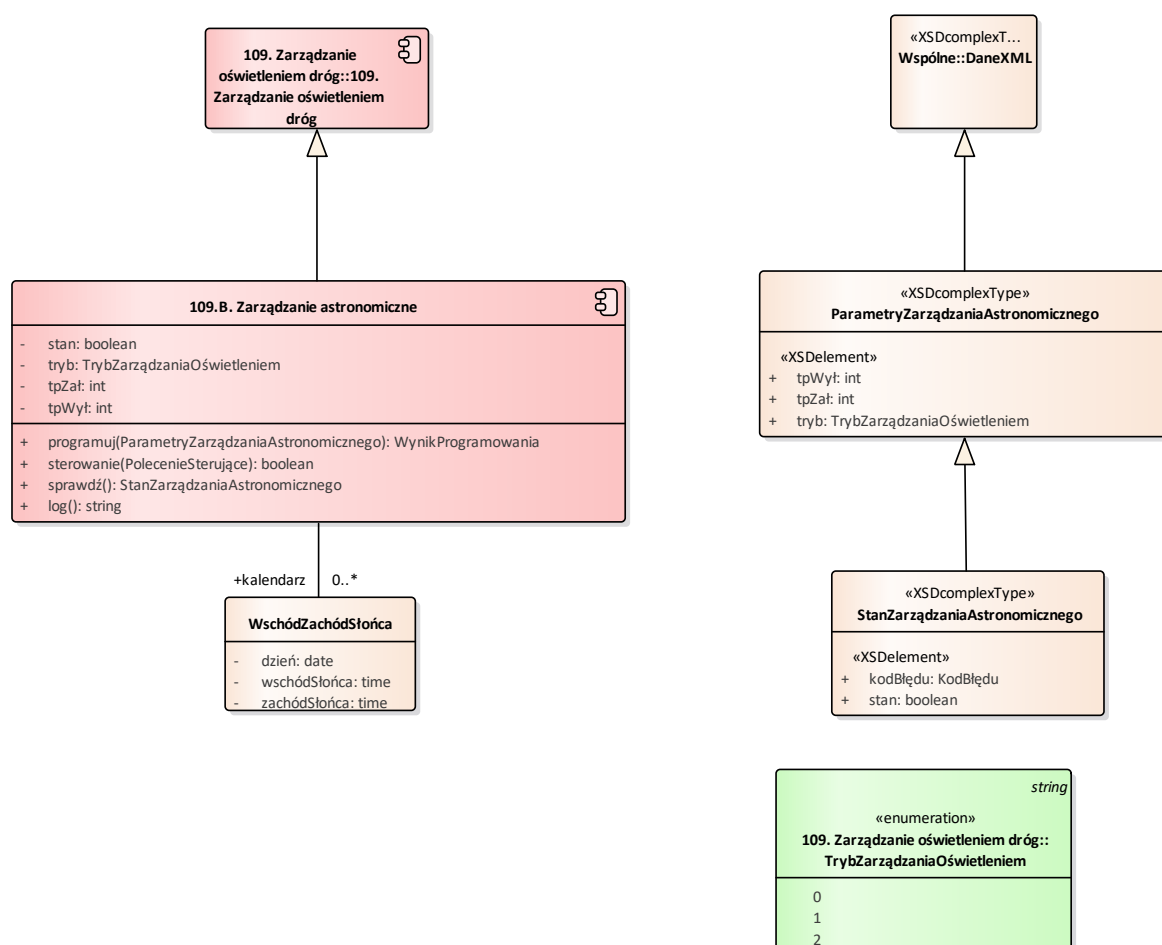 109. Zarządzanie
oświetleniem dróg::109.
Zarządzanie oświetleniem
dróg
«XSDcomplexT...
Wspólne::DaneXML
109.B. Zarządzanie astronomiczne
- stan: boolean
- tryb: TrybZarządzaniaOświetleniem
- tpZał: int
- tpWył: int
+ programuj(ParametryZarządzaniaAstronomicznego): WynikProgramowania
+ sterowanie(PolecenieSterujące): boolean
+ sprawdź(): StanZarządzaniaAstronomicznego
+ log(): string
«XSDcomplexType»
ParametryZarządzaniaAstronomicznego
«XSDelement»
+ tpWył: int
+ tpZał: int
+ tryb: TrybZarządzaniaOświetleniem
+kalendarz 0..*
WschódZachódSłońca
- dzień: date
- wschódSłońca: time
- zachódSłońca: time
«XSDcomplexType»
StanZarządzaniaAstronomicznego
«XSDelement»
+ kodBłędu: KodBłędu
+ stan: boolean
string
«enumeration»
109. Zarządzanie oświetleniem dróg::
TrybZarządzaniaOświetleniem
0
1
2